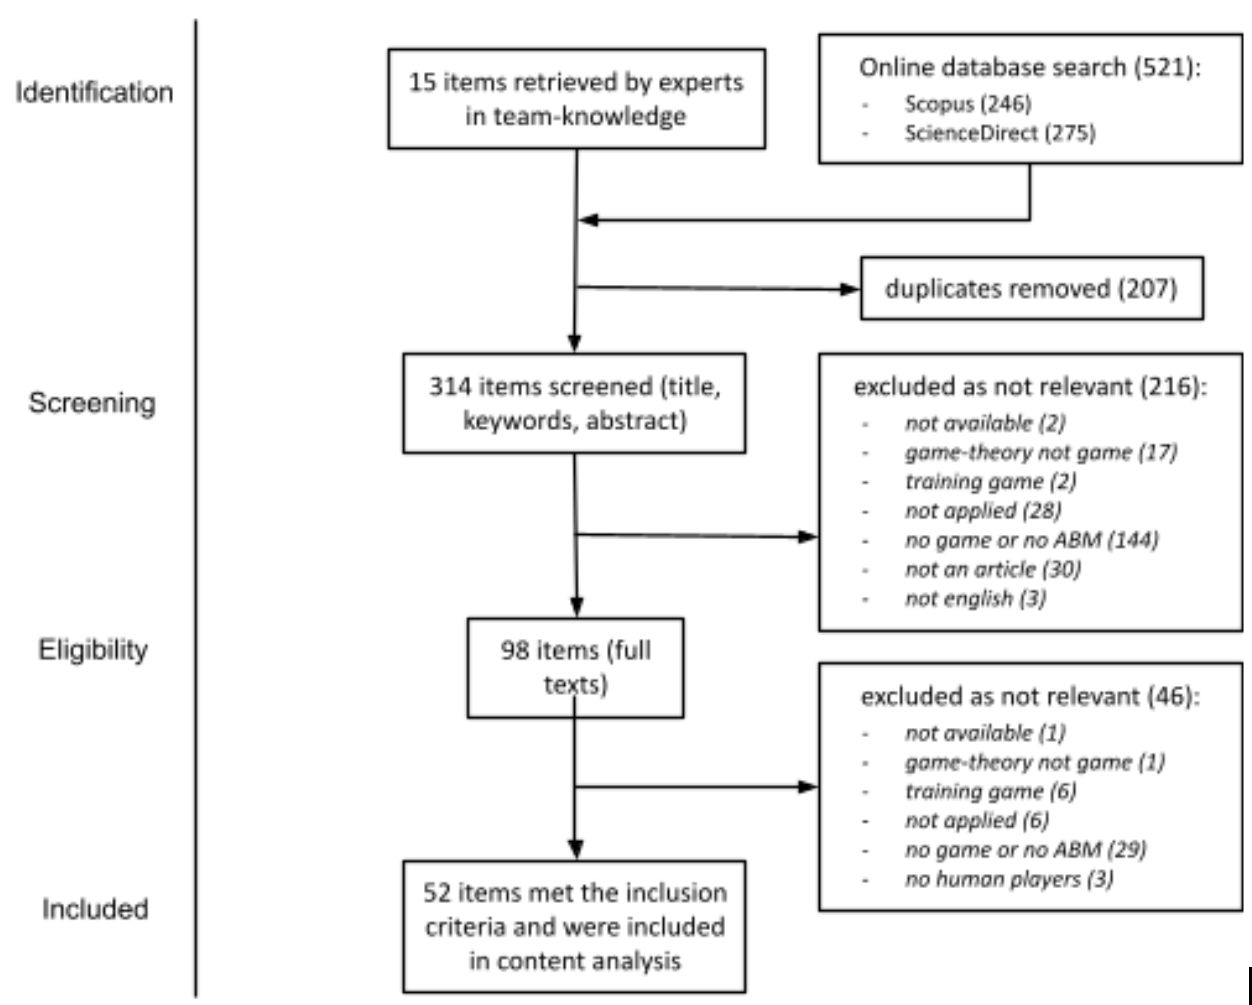 Identification
15 items retrieved by experts
in team-knowledge
Online database search (521):
- Scopus (246)
- ScienceDirect (275)
duplicates removed (207)
Screening
314 items screened (title,
keywords, abstract)
excluded as not relevant (216):
- not available (2)
- game-theory not game (17)
- training game (2)
- not applied (28)
- no game or no ABM (144)
- not an article (30)
- not english (3)
Eligibility
98 items (full
texts)
excluded as not relevant (46):
- not available (1)
- game-theory not game (1)
- training game (6)
- not applied (6)
- no game or no ABM (29)
- no human players (3)
Included
52 items met the inclusion
criteria and were included
in content analysis